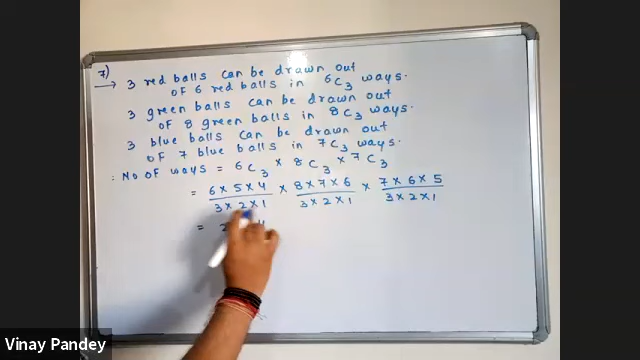 7)
→ 3 red balls can be drawn out
of 6 red balls in 6C3 ways.
3 green balls can be drawn out
of 8 green balls in 8C3 ways.
3 blue balls can be drawn out
of 7 blue balls in 7C3 ways.
∴ No of ways = 6C3 × 8C3 × 7C3
= 6×5×4/3×2×1 × 8×7×6/3×2×1 × 7×6×5/3×2×1
=
Vinay Pandey